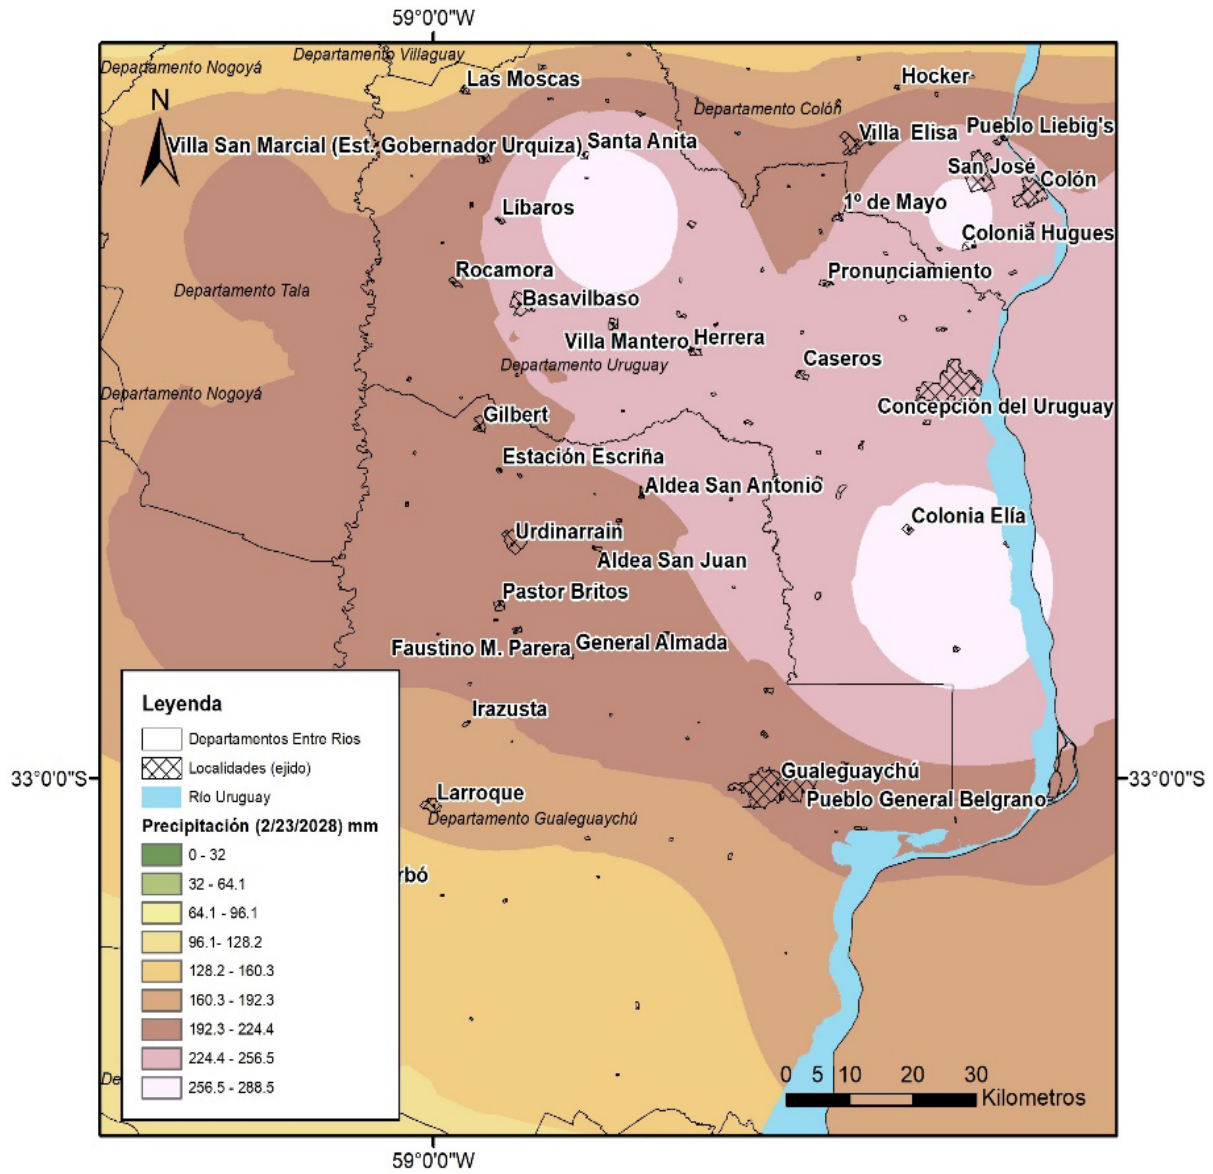 59°0'0"W
Departamento Villaguay
Departamento Nogoyá
Las Moscas
Hocker
N
Departamento Colón
Villa Elisa
Pueblo Liebig's
Villa San Marcial (Est. Gobernador Urquiza)
Santa Anita
San José
Colón
Líbaros
1º de Mayo
Colonia Hugues
Rocamora
Pronunciamiento
Departamento Tala
Basavilbaso
Villa Mantero
Herrera
Caseros
Departamento Uruguay
Departamento Nogoyá
Concepción del Uruguay
Gilbert
Estación Escriña
Aldea San Antonio
Colonia Elía
Urdinarrain
Aldea San Juan
Pastor Britos
Faustino M. Parera
General Almada
Irazusta
33°0'0"S
Gualeguaychú
33°0'0"S
Larroque
Pueblo General Belgrano
Departamento Gualeguaychú
rbó
De
Leyenda
Departamentos Entre Rios
Localidades (ejido)
Río Uruguay
Precipitación (2/23/2028) mm
0 - 32
32 - 64.1
64.1 - 96.1
96.1- 128.2
128.2 - 160.3
160.3 - 192.3
192.3 - 224.4
224.4 - 256.5
256.5 - 288.5
0 5 10 20 30
Kilometros
59°0'0"W